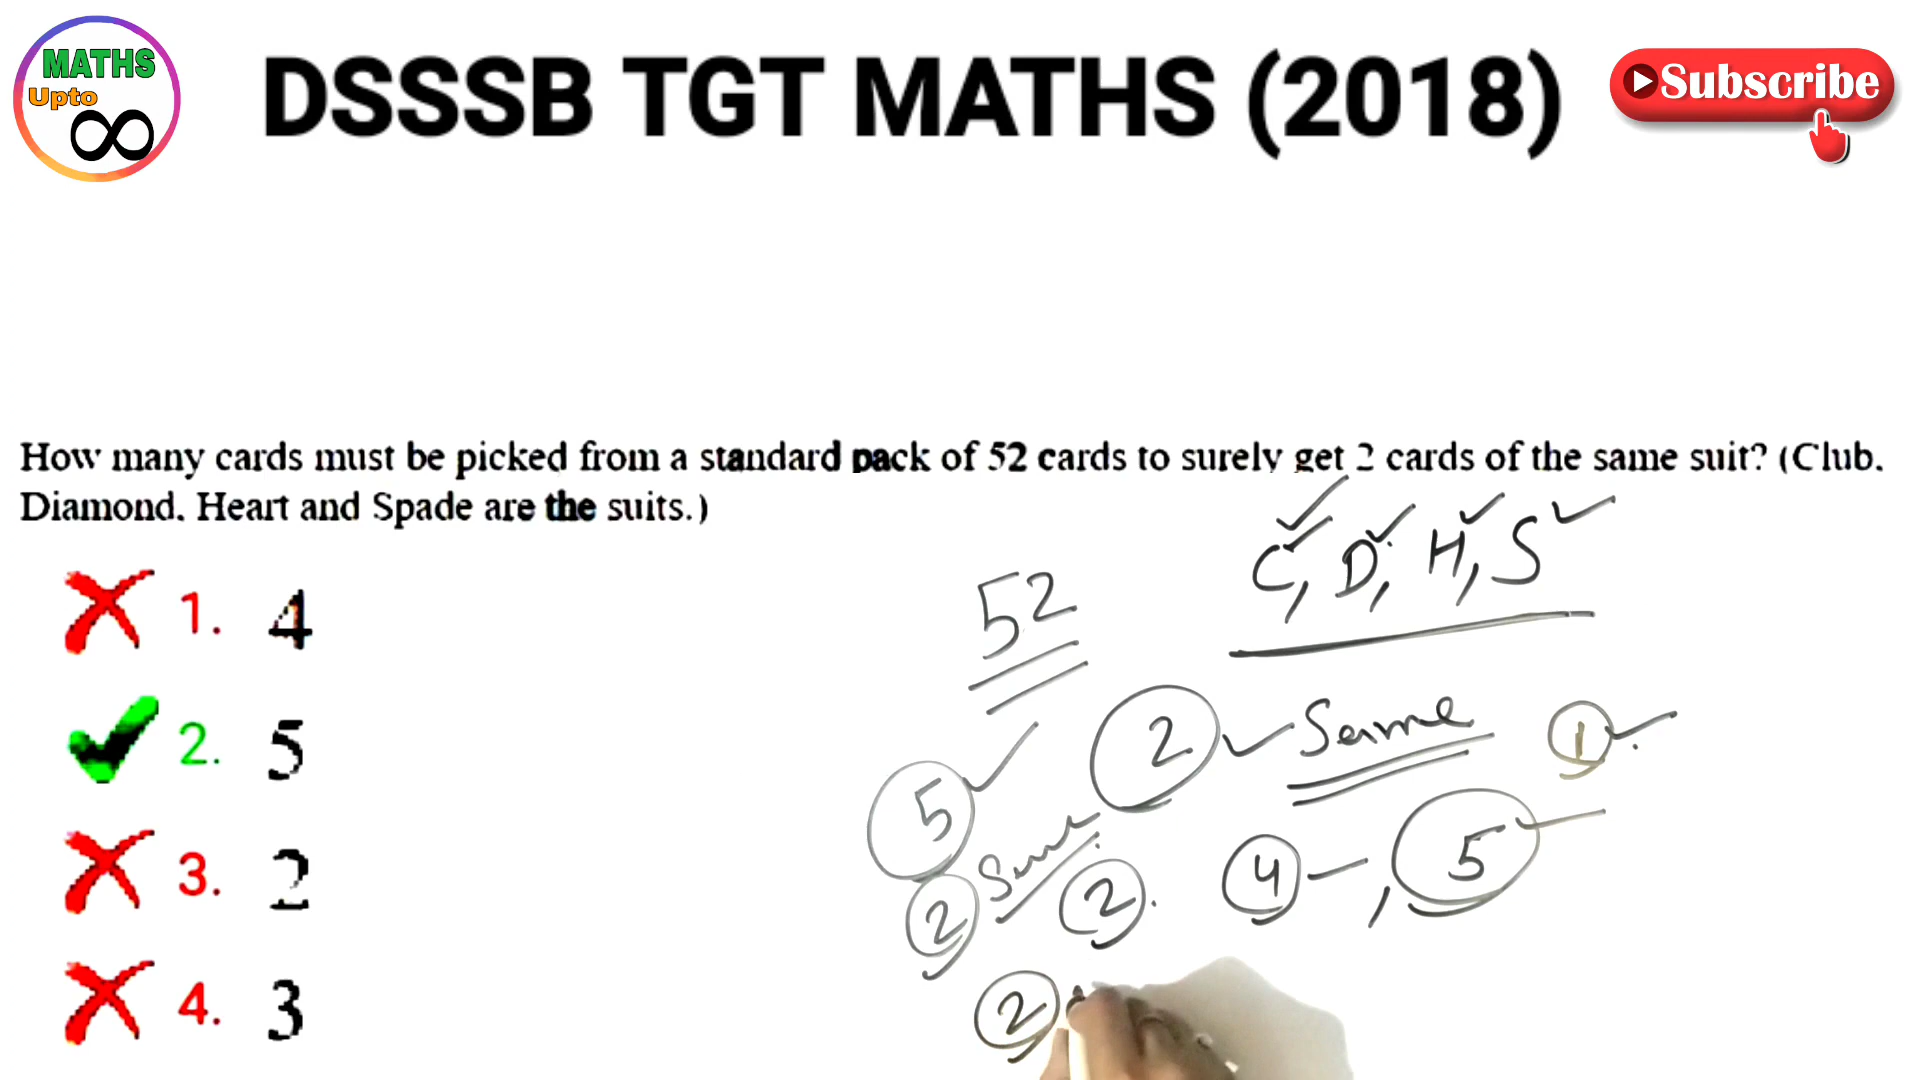 MATHS
Upto
∞
DSSSB TGT MATHS (2018)
Subscribe
How many cards must be picked from a standard pack of 52 cards to surely get 2 cards of the same suit? (Club.
Diamond. Heart and Spade are the suits.)
C, D, H, S
52
1. 4
2 Same 1
2. 5
5
4 , 5
3. 2
2 2
2
4. 3